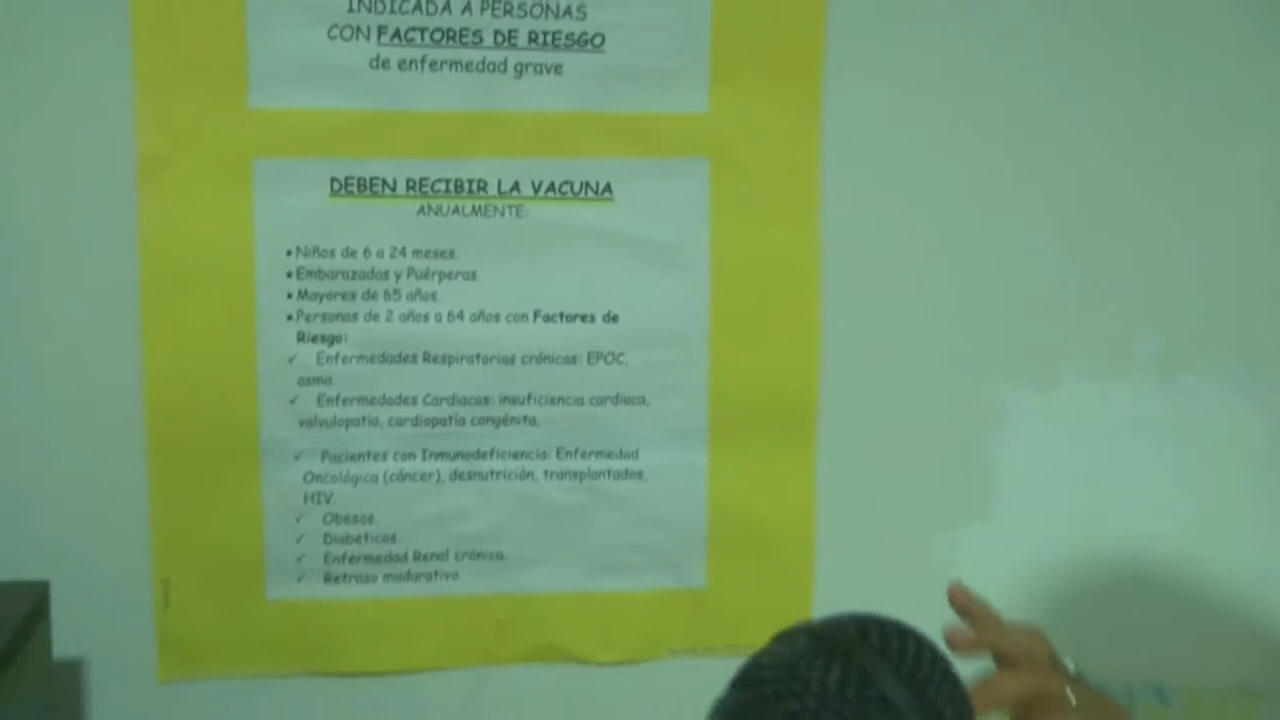 INDICADA A PERSONAS
CON FACTORES DE RIESGO
de enfermedad grave
DEBEN RECIBIR LA VACUNA
ANUALMENTE:
• Niños de 6 a 24 meses.
• Embarazadas y Puérperas.
• Mayores de 65 años.
• Personas de 2 años a 64 años con Factores de
Riesgo:
✓ Enfermedades Respiratorias crónicas: EPOC,
asma.
✓ Enfermedades Cardiacas: insuficiencia cardiaca,
valvulopatía, cardiopatía congénita.
✓ Pacientes con Inmunodeficiencia: Enfermedad
Oncológica (cáncer), desnutrición, transplantados,
HIV.
✓ Obesos.
✓ Diabeticos.
✓ Enfermedad Renal crónica.
✓ Retraso madurativo.